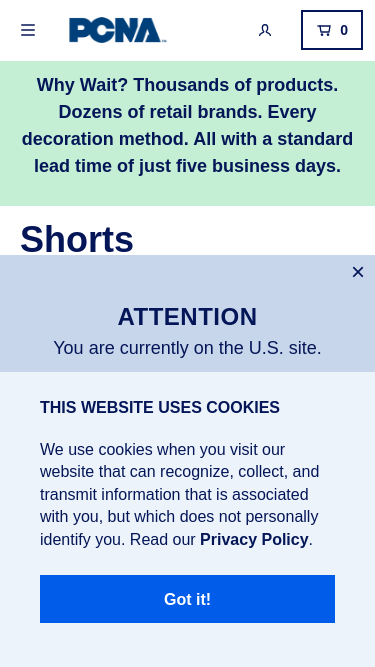 PCNA
0
Why Wait? Thousands of products.
Dozens of retail brands. Every
decoration method. All with a standard
lead time of just five business days.
Shorts
ATTENTION
You are currently on the U.S. site.
THIS WEBSITE USES COOKIES
We use cookies when you visit our
website that can recognize, collect, and
transmit information that is associated
with you, but which does not personally
identify you. Read our Privacy Policy.
Got it!